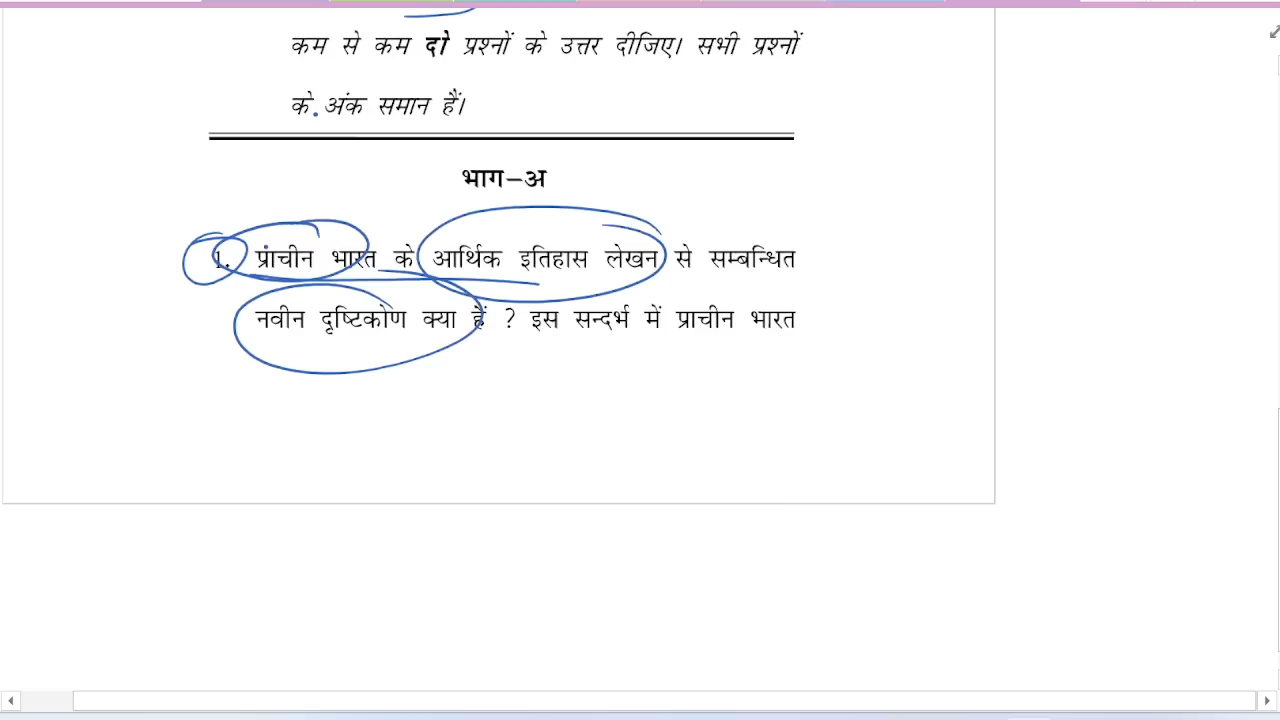 कम से कम दो प्रश्नों के उत्तर दीजिए। सभी प्रश्नों
के अंक समान हैं।
भाग–अ
1. प्राचीन भारत के आर्थिक इतिहास लेखन से सम्बन्धित
नवीन दृष्टिकोण क्या हैं ? इस सन्दर्भ में प्राचीन भारत